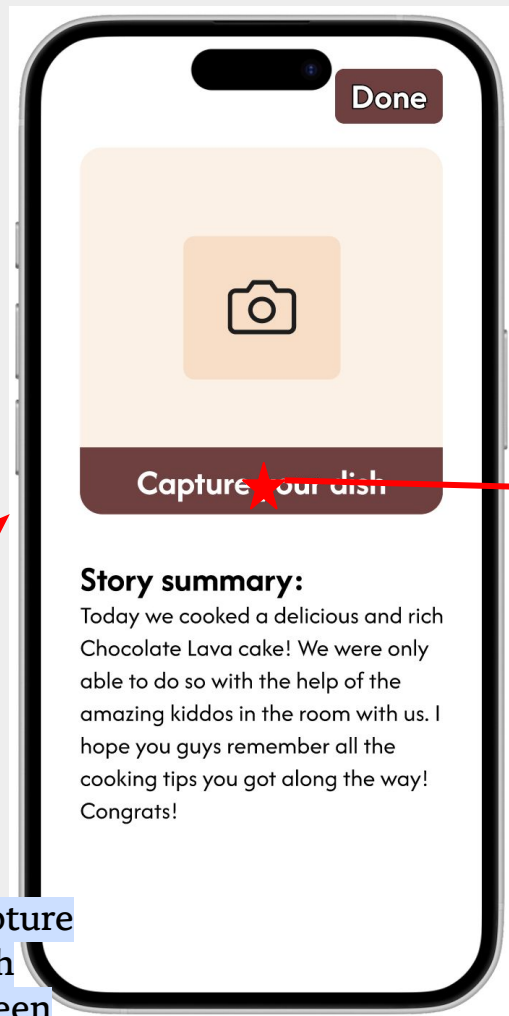 Done
Capture your dish
Story summary:
Today we cooked a delicious and rich
Chocolate Lava cake! We were only
able to do so with the help of the
amazing kiddos in the room with us. I
hope you guys remember all the
cooking tips you got along the way!
Congrats!